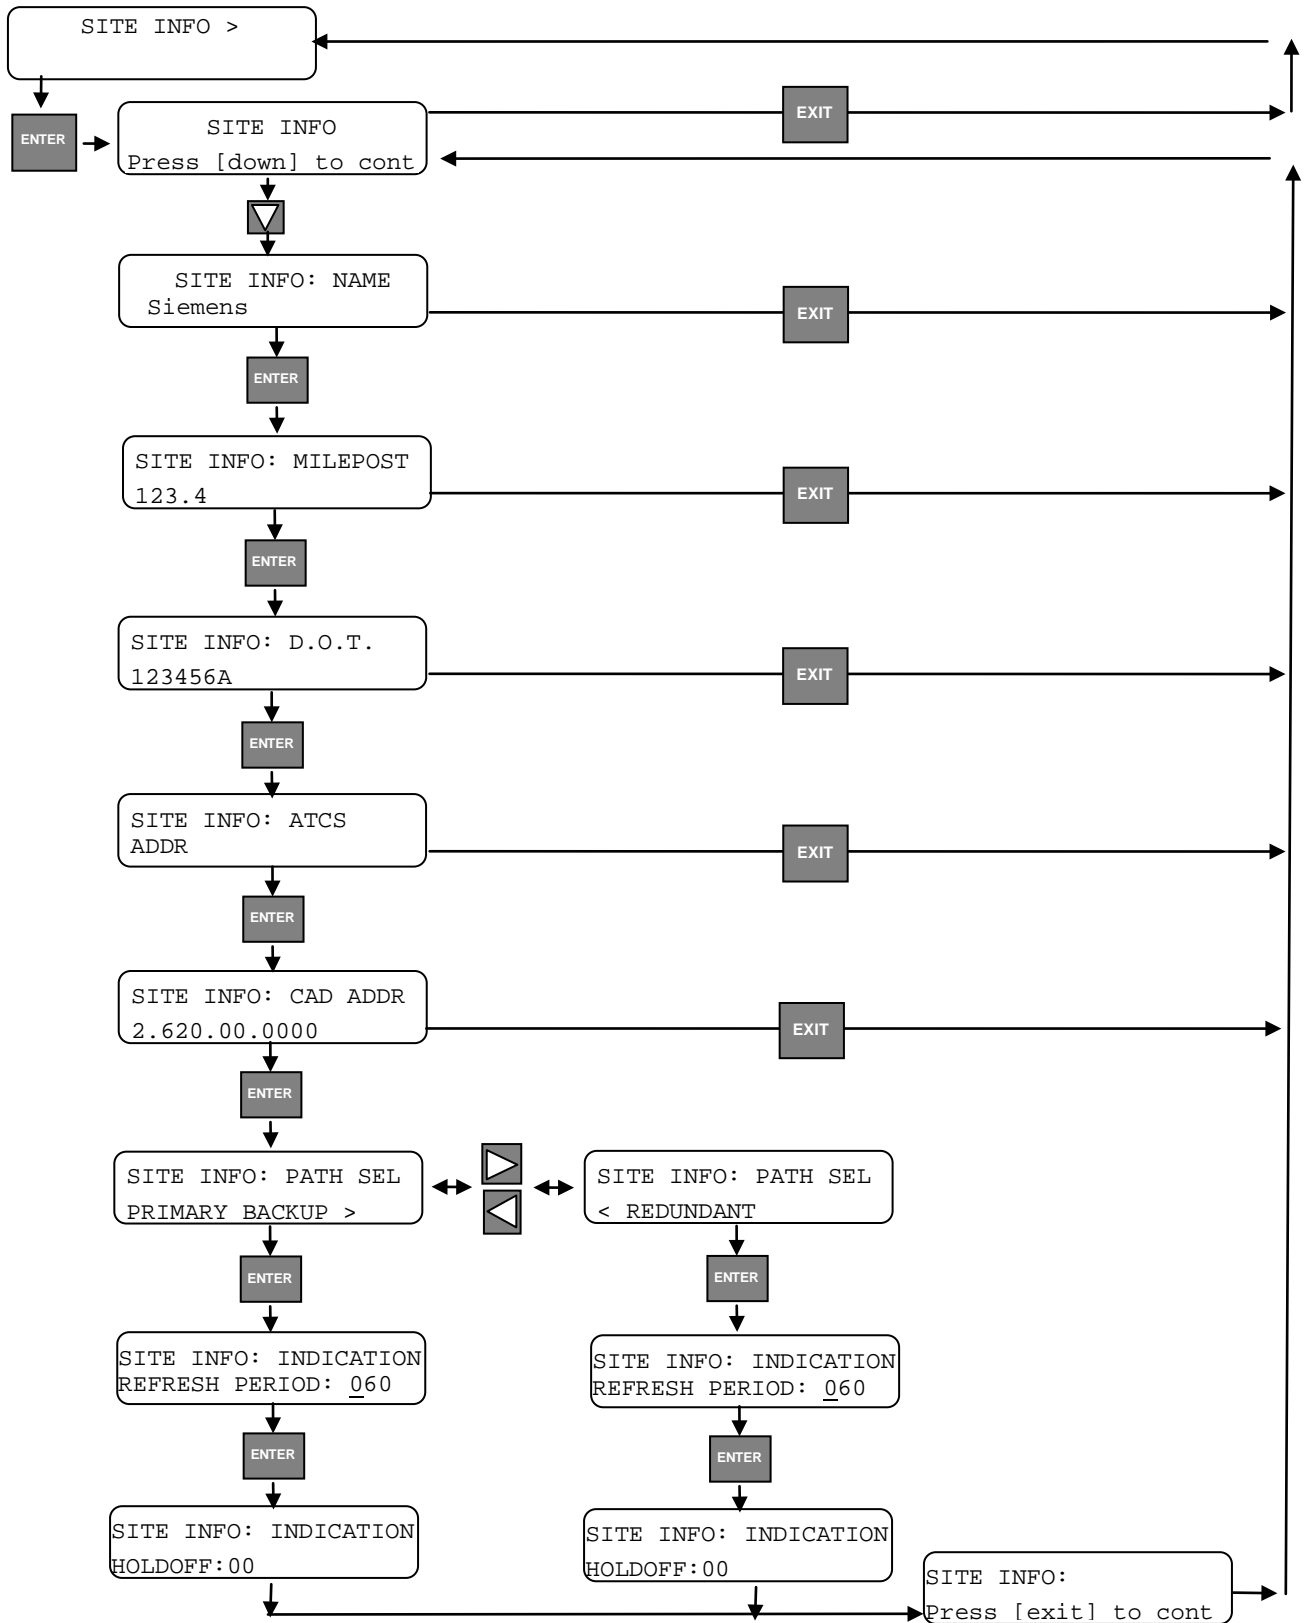 SITE INFO >
ENTER
SITE INFO
Press [down] to cont
EXIT
SITE INFO: NAME
Siemens
EXIT
ENTER
SITE INFO: MILEPOST
123.4
EXIT
ENTER
SITE INFO: D.O.T.
123456A
EXIT
ENTER
SITE INFO: ATCS
ADDR
EXIT
ENTER
SITE INFO: CAD ADDR
2.620.00.0000
EXIT
ENTER
SITE INFO: PATH SEL
PRIMARY BACKUP >
SITE INFO: PATH SEL
< REDUNDANT
ENTER
ENTER
SITE INFO: INDICATION
REFRESH PERIOD: 060
SITE INFO: INDICATION
REFRESH PERIOD: 060
ENTER
ENTER
SITE INFO: INDICATION
HOLDOFF:00
SITE INFO: INDICATION
HOLDOFF:00
SITE INFO:
Press [exit] to cont